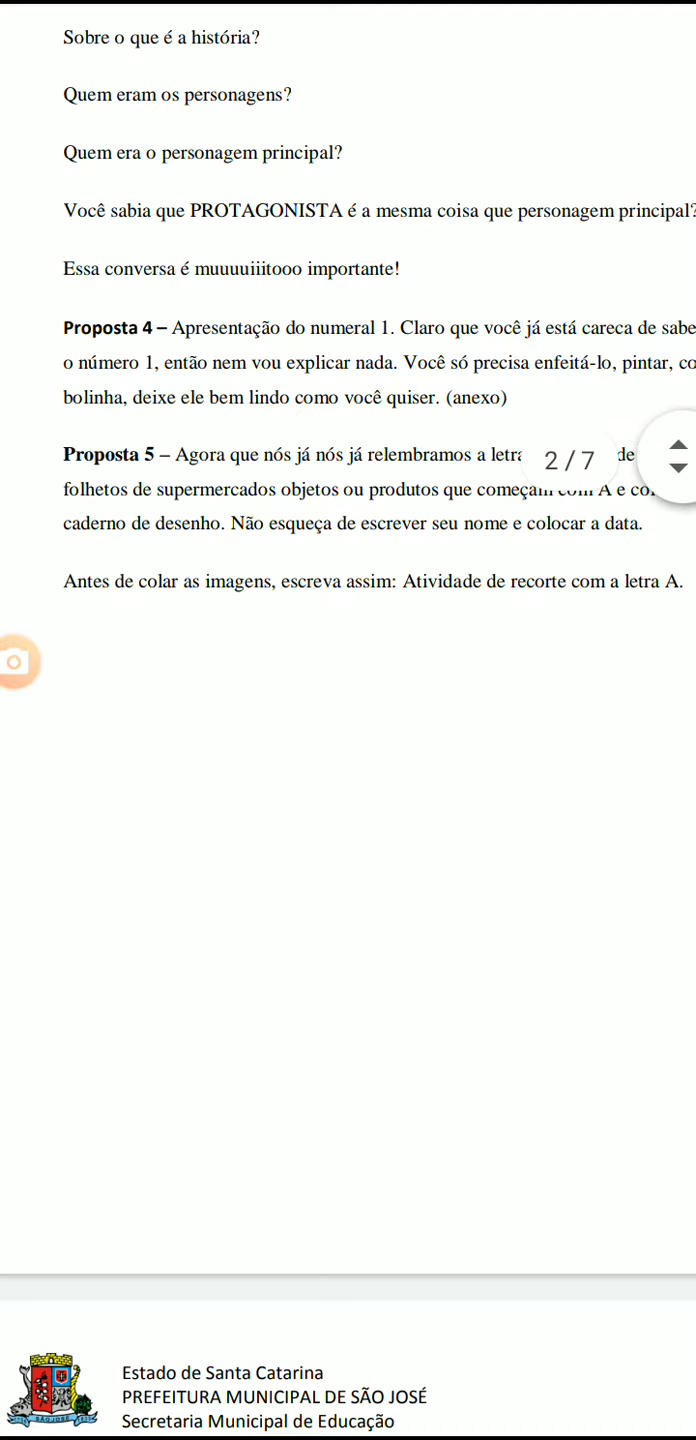 Sobre o que é a história?
Quem eram os personagens?
Quem era o personagem principal?
Você sabia que PROTAGONISTA é a mesma coisa que personagem principal?
Essa conversa é muuuuiiitooo importante!
Proposta 4 – Apresentação do numeral 1. Claro que você já está careca de sabe
o número 1, então nem vou explicar nada. Você só precisa enfeitá-lo, pintar, co
bolinha, deixe ele bem lindo como você quiser. (anexo)
Proposta 5 – Agora que nós já nós já relembramos a letra de
2 / 7
folhetos de supermercados objetos ou produtos que começam com A e co
caderno de desenho. Não esqueça de escrever seu nome e colocar a data.
Antes de colar as imagens, escreva assim: Atividade de recorte com a letra A.
Estado de Santa Catarina
PREFEITURA MUNICIPAL DE SÃO JOSÉ
Secretaria Municipal de Educação
SÃO JOSÉ